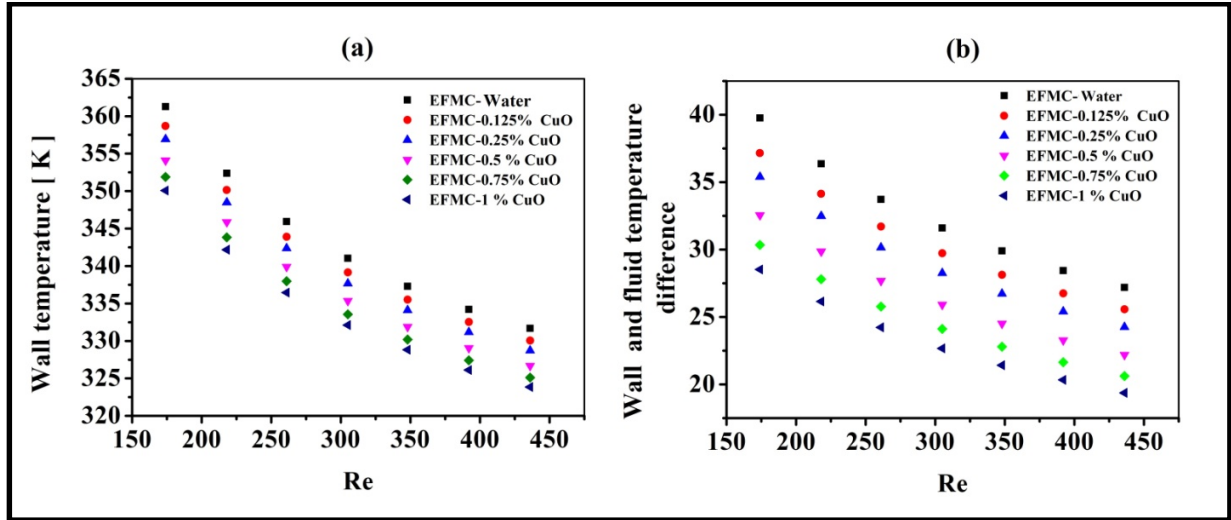 (a)
365
360
355
350
345
340
335
330
325
320
150 200 250 300 350 400 450
Wall temperature [ K]
Re
EFMC- Water
EFMC-0.125% CuO
EFMC-0.25% CuO
EFMC-0.5 % CuO
EFMC-0.75% CuO
EFMC-1 % CuO
(b)
40
35
30
25
20
150 200 250 300 350 400 450
Wall and fluid temperature
difference
Re
EFMC- Water
EFMC-0.125% CuO
EFMC-0.25% CuO
EFMC-0.5 % CuO
EFMC-0.75% CuO
EFMC-1 % CuO